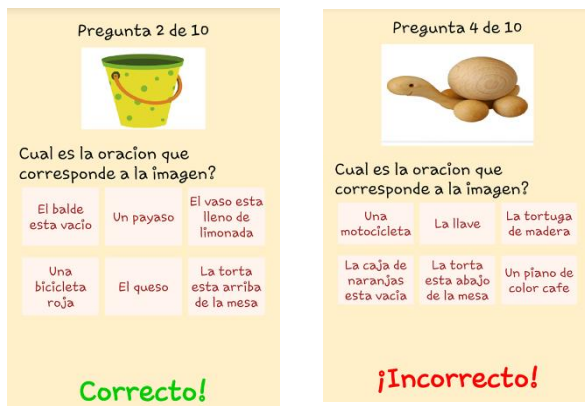 Pregunta 2 de 10
Cual es la oracion que
corresponde a la imagen?
El balde
esta vacio
Un payaso
El vaso esta
lleno de
limonada
Una
bicicleta
roja
El queso
La torta
esta arriba
de la mesa
Correcto!
Pregunta 4 de 10
Cual es la oracion que
corresponde a la imagen?
Una
motocicleta
La llave
La tortuga
de madera
La caja de
naranjas
esta vacia
La torta
esta abajo
de la mesa
Un piano de
color cafe
¡Incorrecto!